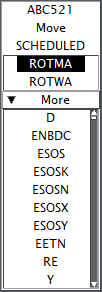 ABC521
Move
SCHEDULED
ROTMA
ROTWA
More
D
ENBDC
ESOS
ESOSK
ESOSN
ESOSX
ESOSY
EETN
RE
Y